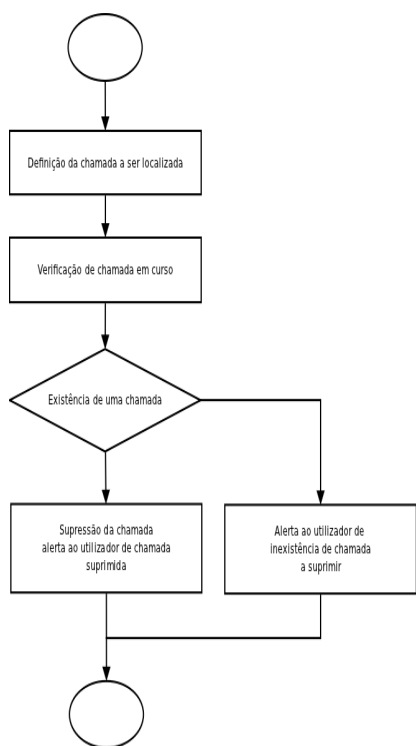 Definição da chamada a ser localizada
Verificação de chamada em curso
Existência de uma chamada
Supressão da chamada
alerta ao utilizador de chamada
suprimida
Alerta ao utilizador de
inexistência de chamada
a suprimir